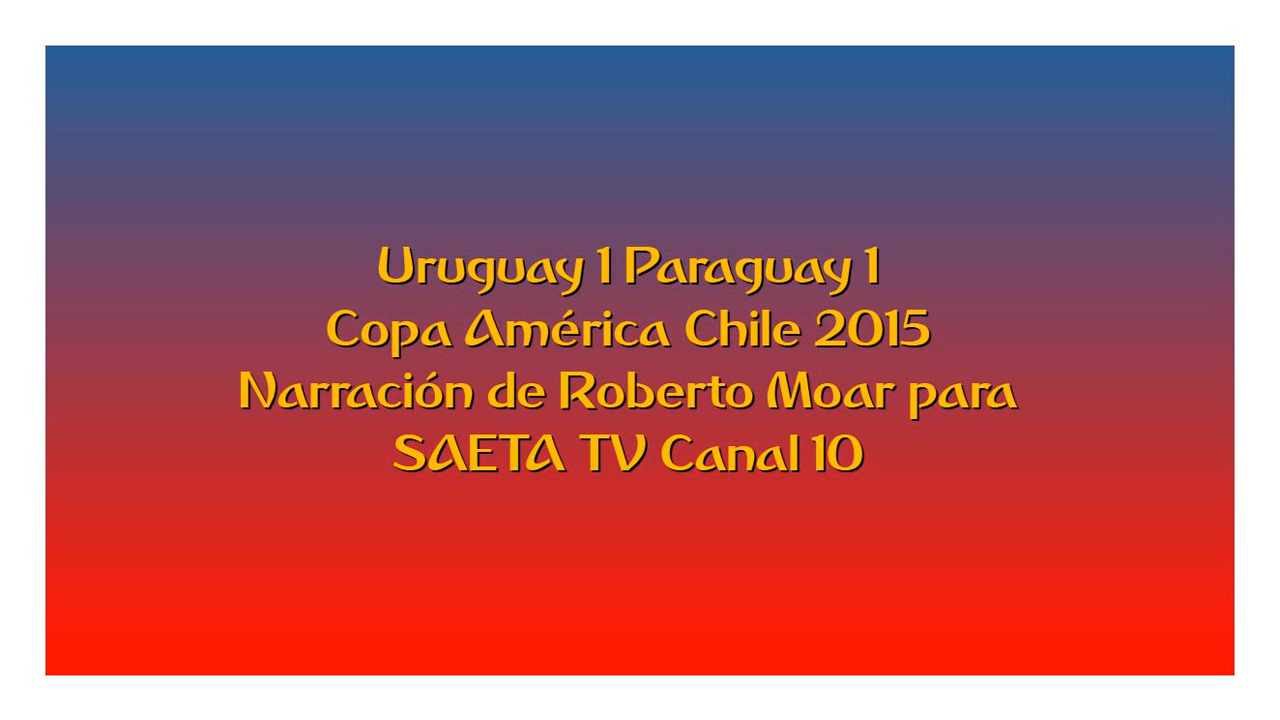 Uruguay 1 Paraguay 1
Copa América Chile 2015
Narración de Roberto Moar para
SAETA TV Canal 10